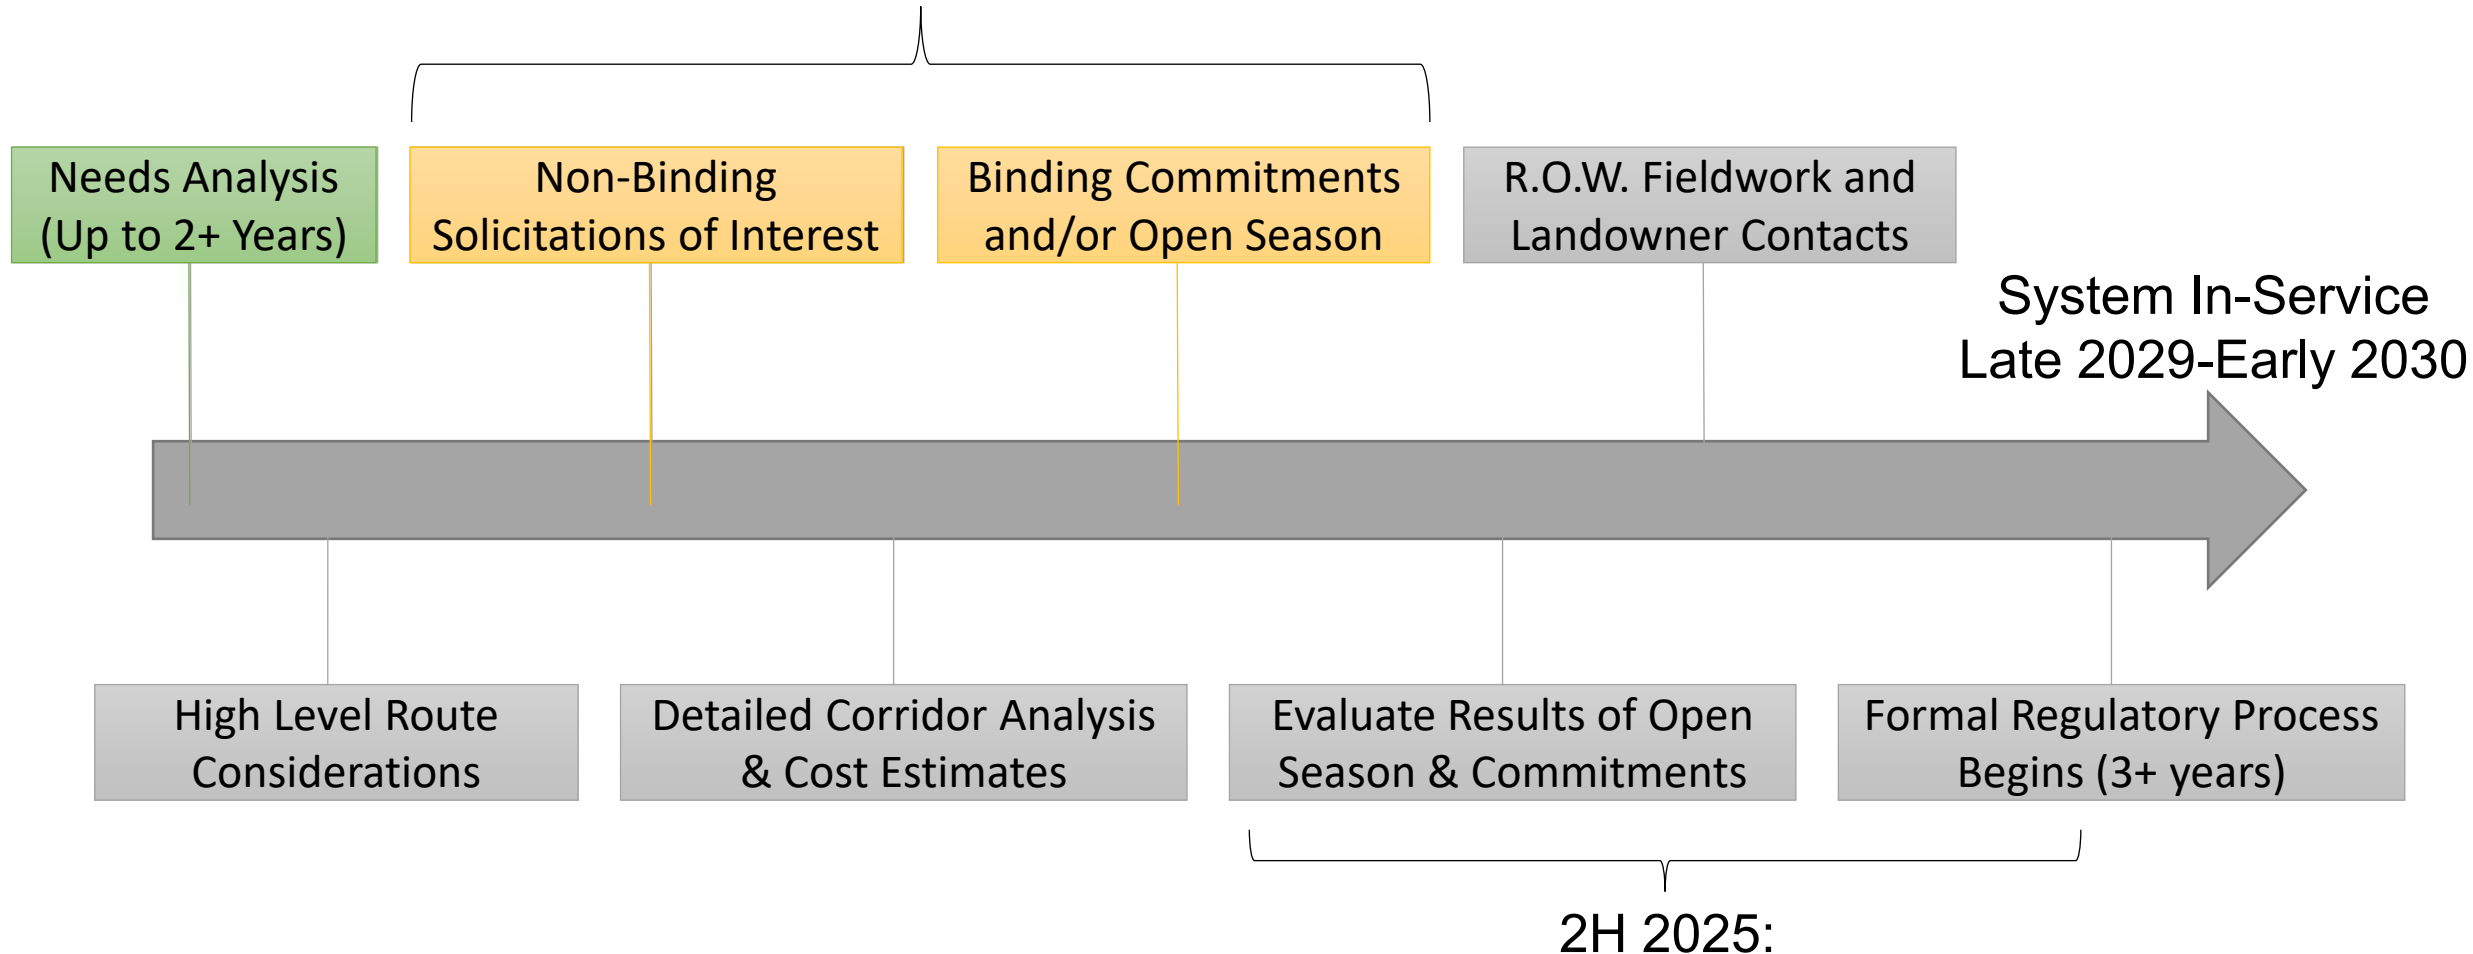 Needs Analysis
(Up to 2+ Years)
Non-Binding
Solicitations of Interest
Binding Commitments
and/or Open Season
R.O.W. Fieldwork and
Landowner Contacts
System In-Service
Late 2029-Early 2030
High Level Route
Considerations
Detailed Corridor Analysis
& Cost Estimates
Evaluate Results of Open
Season & Commitments
Formal Regulatory Process
Begins (3+ years)
2H 2025: